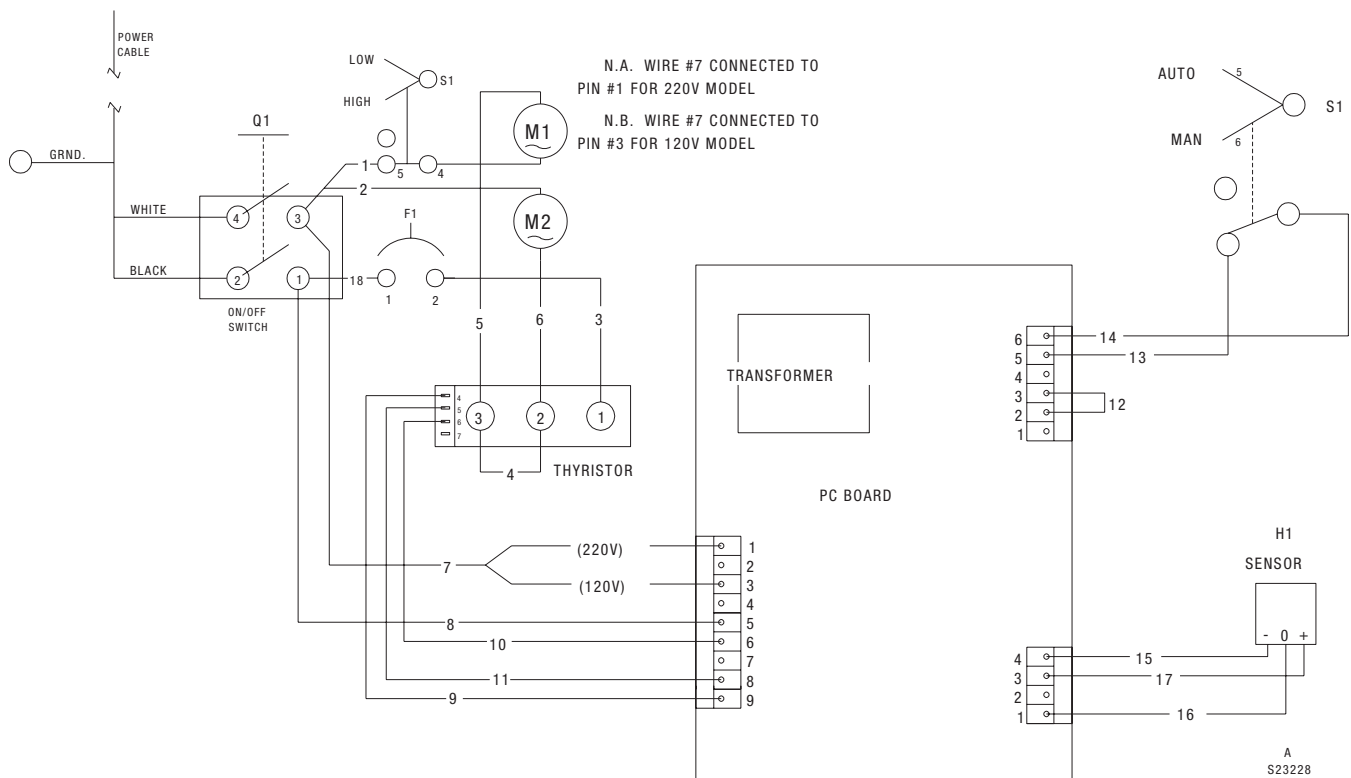 POWER
CABLE
GRND.
WHITE
BLACK
Q1
4
3
2
1
ON/OFF
SWITCH
LOW
HIGH
S1
1
5
4
2
18
F1
1
2
M1
M2
N.A. WIRE #7 CONNECTED TO
PIN #1 FOR 220V MODEL
N.B. WIRE #7 CONNECTED TO
PIN #3 FOR 120V MODEL
5
6
3
4
5
6
7
3
2
1
4
THYRISTOR
TRANSFORMER
PC BOARD
7
(220V)
(120V)
8
10
11
9
1
2
3
4
5
6
7
8
9
AUTO
5
S1
MAN
6
6
5
4
3
2
1
14
13
12
H1
SENSOR
- 0 +
4
3
2
1
15
17
16
A
S23228